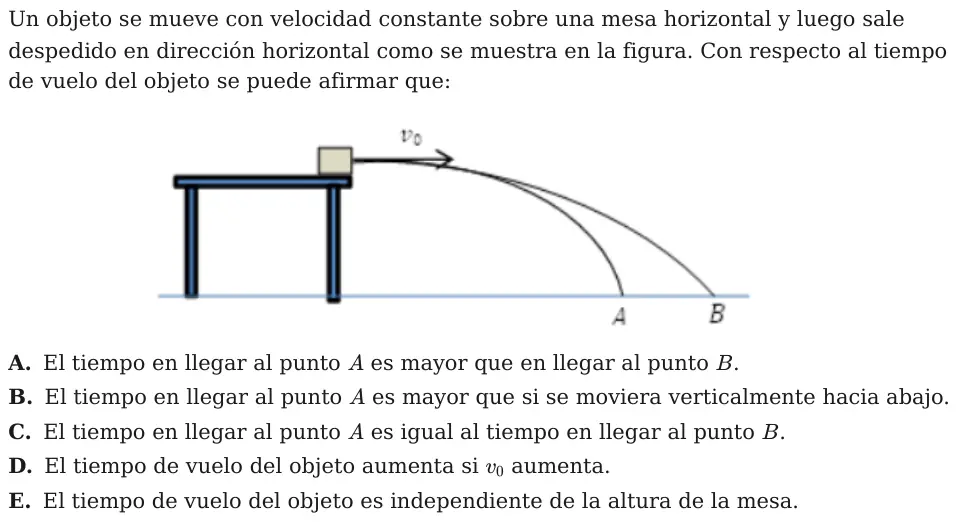 Un objeto se mueve con velocidad constante sobre una mesa horizontal y luego sale
despedido en dirección horizontal como se muestra en la figura. Con respecto al tiempo
de vuelo del objeto se puede afirmar que:
v₀
A
B
A. El tiempo en llegar al punto A es mayor que en llegar al punto B.
B. El tiempo en llegar al punto A es mayor que si se moviera verticalmente hacia abajo.
C. El tiempo en llegar al punto A es igual al tiempo en llegar al punto B.
D. El tiempo de vuelo del objeto aumenta si v₀ aumenta.
E. El tiempo de vuelo del objeto es independiente de la altura de la mesa.